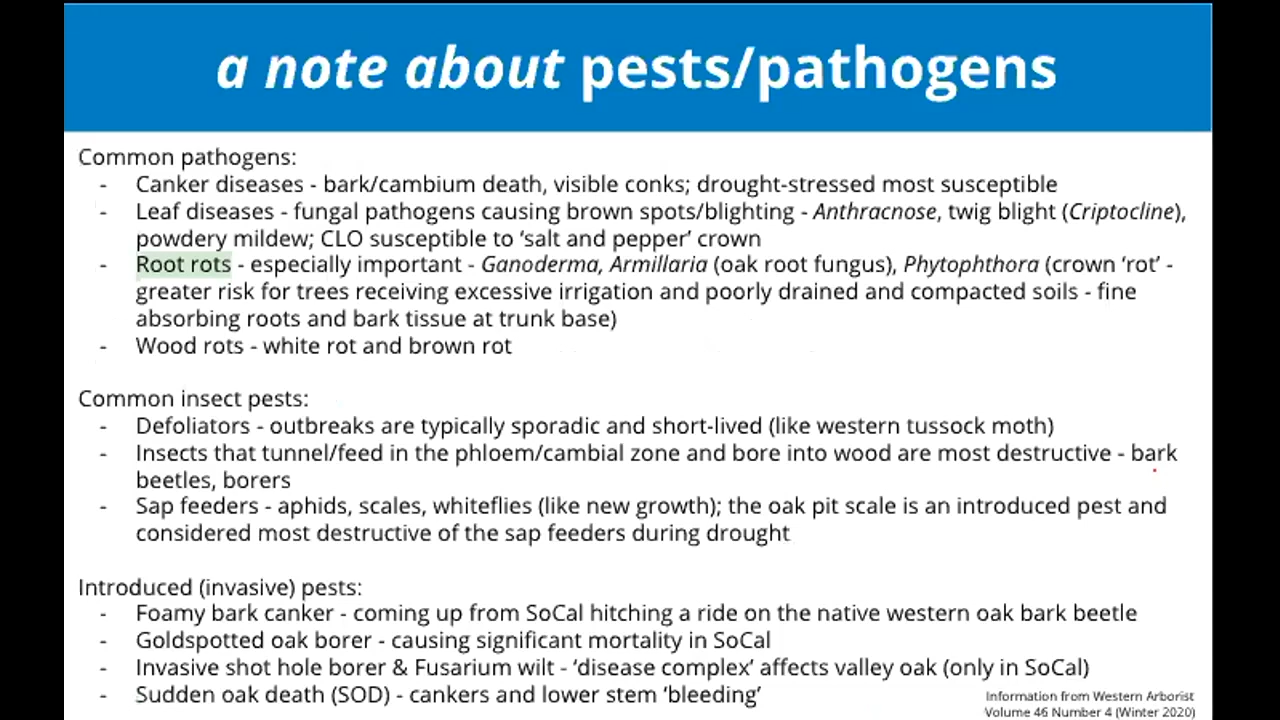 a note about pests/pathogens
Common pathogens:
- Canker diseases - bark/cambium death, visible conks; drought-stressed most susceptible
- Leaf diseases - fungal pathogens causing brown spots/blighting - Anthracnose, twig blight (Criptocline),
powdery mildew; CLO susceptible to ‘salt and pepper’ crown
- Root rots - especially important - Ganoderma, Armillaria (oak root fungus), Phytophthora (crown ‘rot’ -
greater risk for trees receiving excessive irrigation and poorly drained and compacted soils - fine
absorbing roots and bark tissue at trunk base)
- Wood rots - white rot and brown rot
Common insect pests:
- Defoliators - outbreaks are typically sporadic and short-lived (like western tussock moth)
- Insects that tunnel/feed in the phloem/cambial zone and bore into wood are most destructive - bark
beetles, borers
- Sap feeders - aphids, scales, whiteflies (like new growth); the oak pit scale is an introduced pest and
considered most destructive of the sap feeders during drought
Introduced (invasive) pests:
- Foamy bark canker - coming up from SoCal hitching a ride on the native western oak bark beetle
- Goldspotted oak borer - causing significant mortality in SoCal
- Invasive shot hole borer & Fusarium wilt - ‘disease complex’ affects valley oak (only in SoCal)
- Sudden oak death (SOD) - cankers and lower stem ‘bleeding’
Information from Western Arborist
Volume 46 Number 4 (Winter 2020)